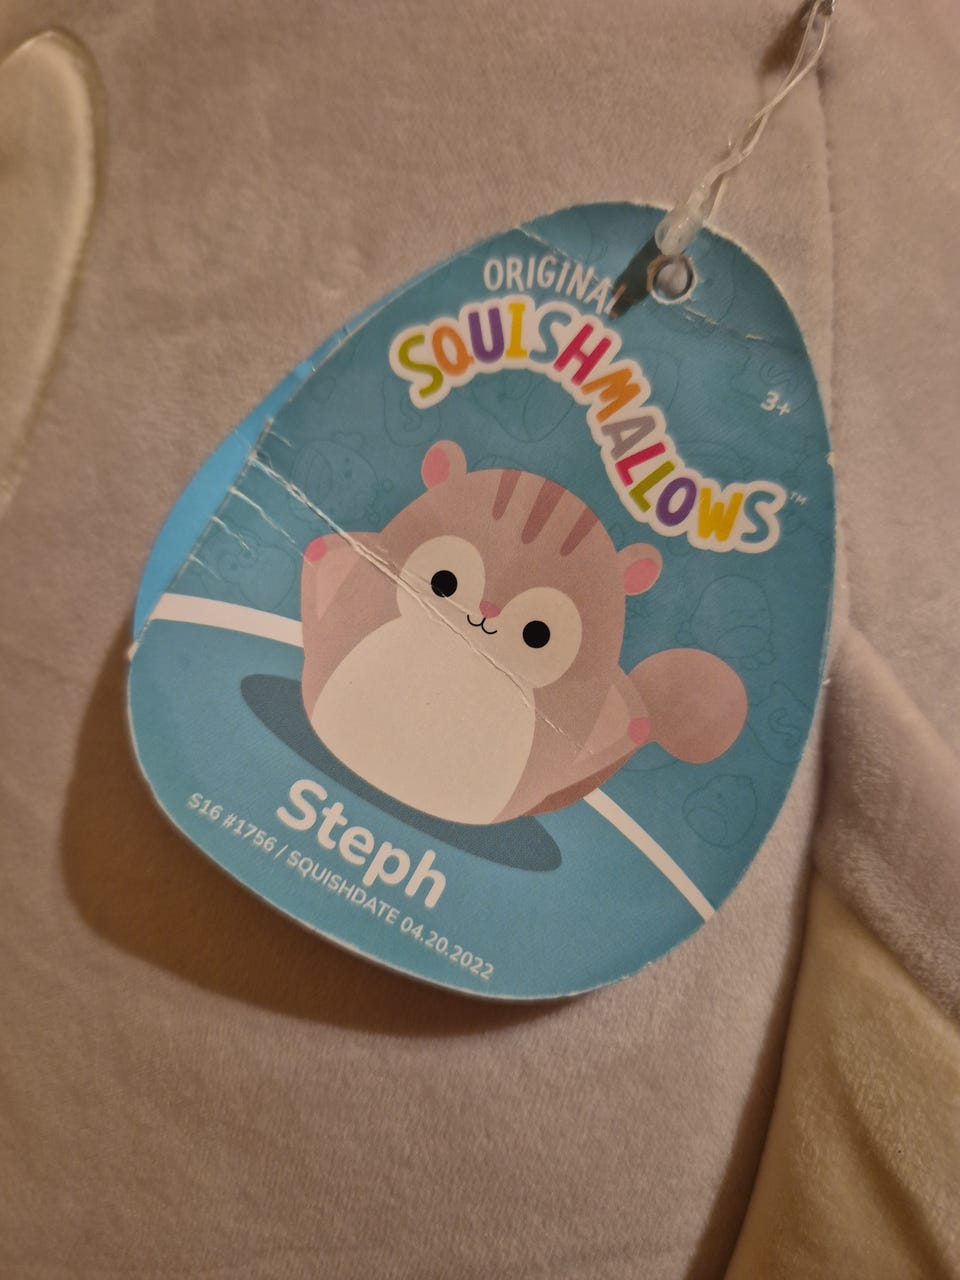 ORIGINAL
SQUISHMALLOWS™
3+
Steph
S16 #1756 / SQUISHDATE 04.20.2022